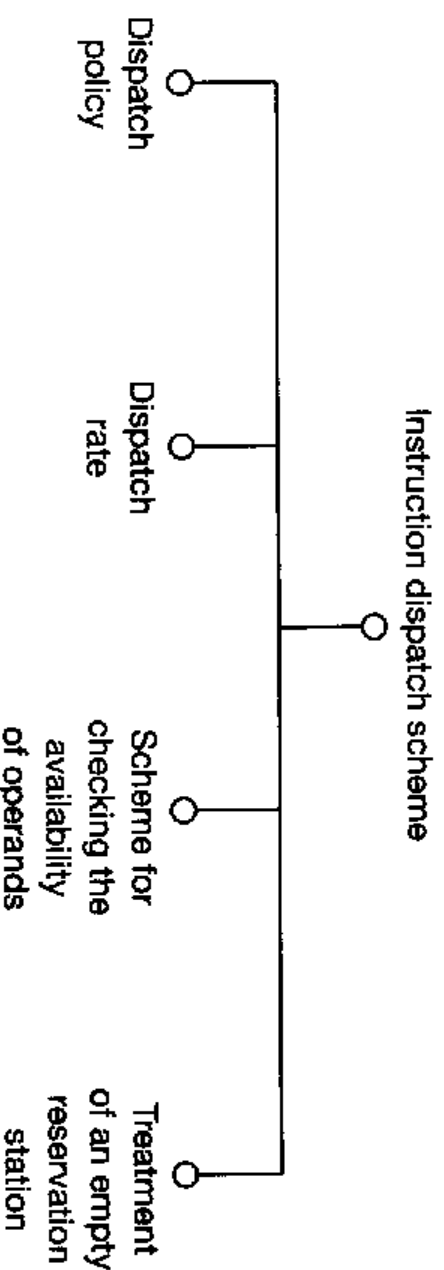 Instruction dispatch scheme
Dispatch
policy
Dispatch
rate
Scheme for
checking the
availability
of operands
Treatment
of an empty
reservation
station